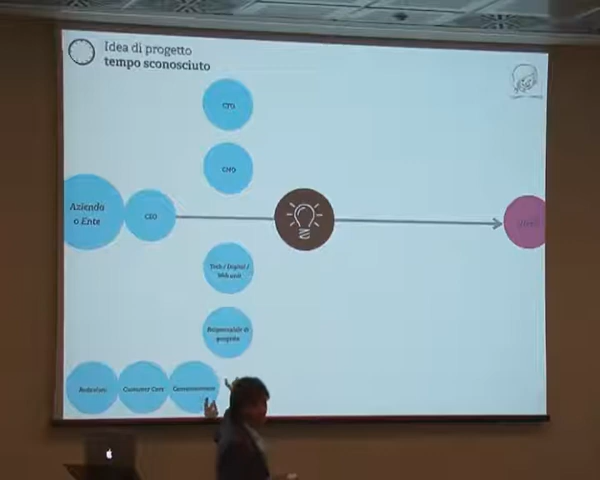 Idea di progetto
tempo sconosciuto
CTO
CMO
Azienda
o Ente
CEO
Tech / Digital /
Web unit
Responsabile di
progetto
Redazione
Customer Care